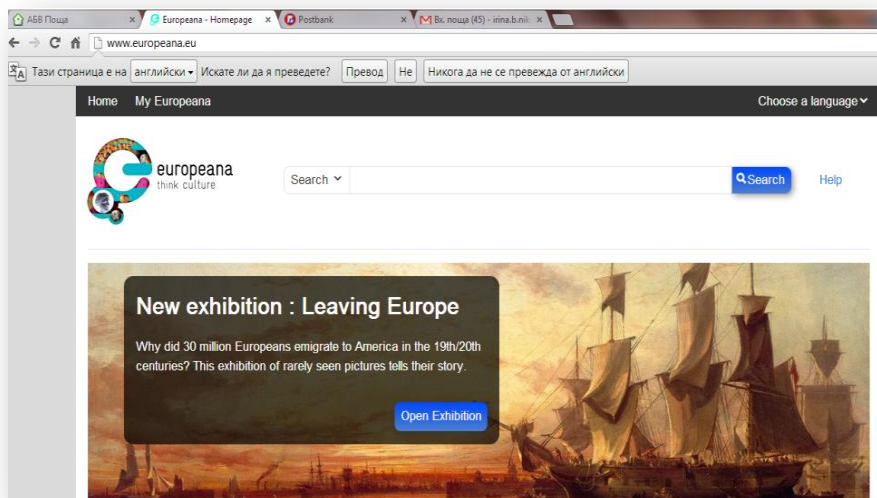 АБВ Поща
Europeana - Homepage
Postbank
Вх. поща (45) - irina.b.nik
www.europeana.eu
Тази страница е на английски Искате ли да я преведете? Превод Не Никога да не се превежда от английски
Home My Europeana Choose a language
europeana
think culture
Search Search Help
New exhibition : Leaving Europe
Why did 30 million Europeans emigrate to America in the 19th/20th
centuries? This exhibition of rarely seen pictures tells their story.
Open Exhibition